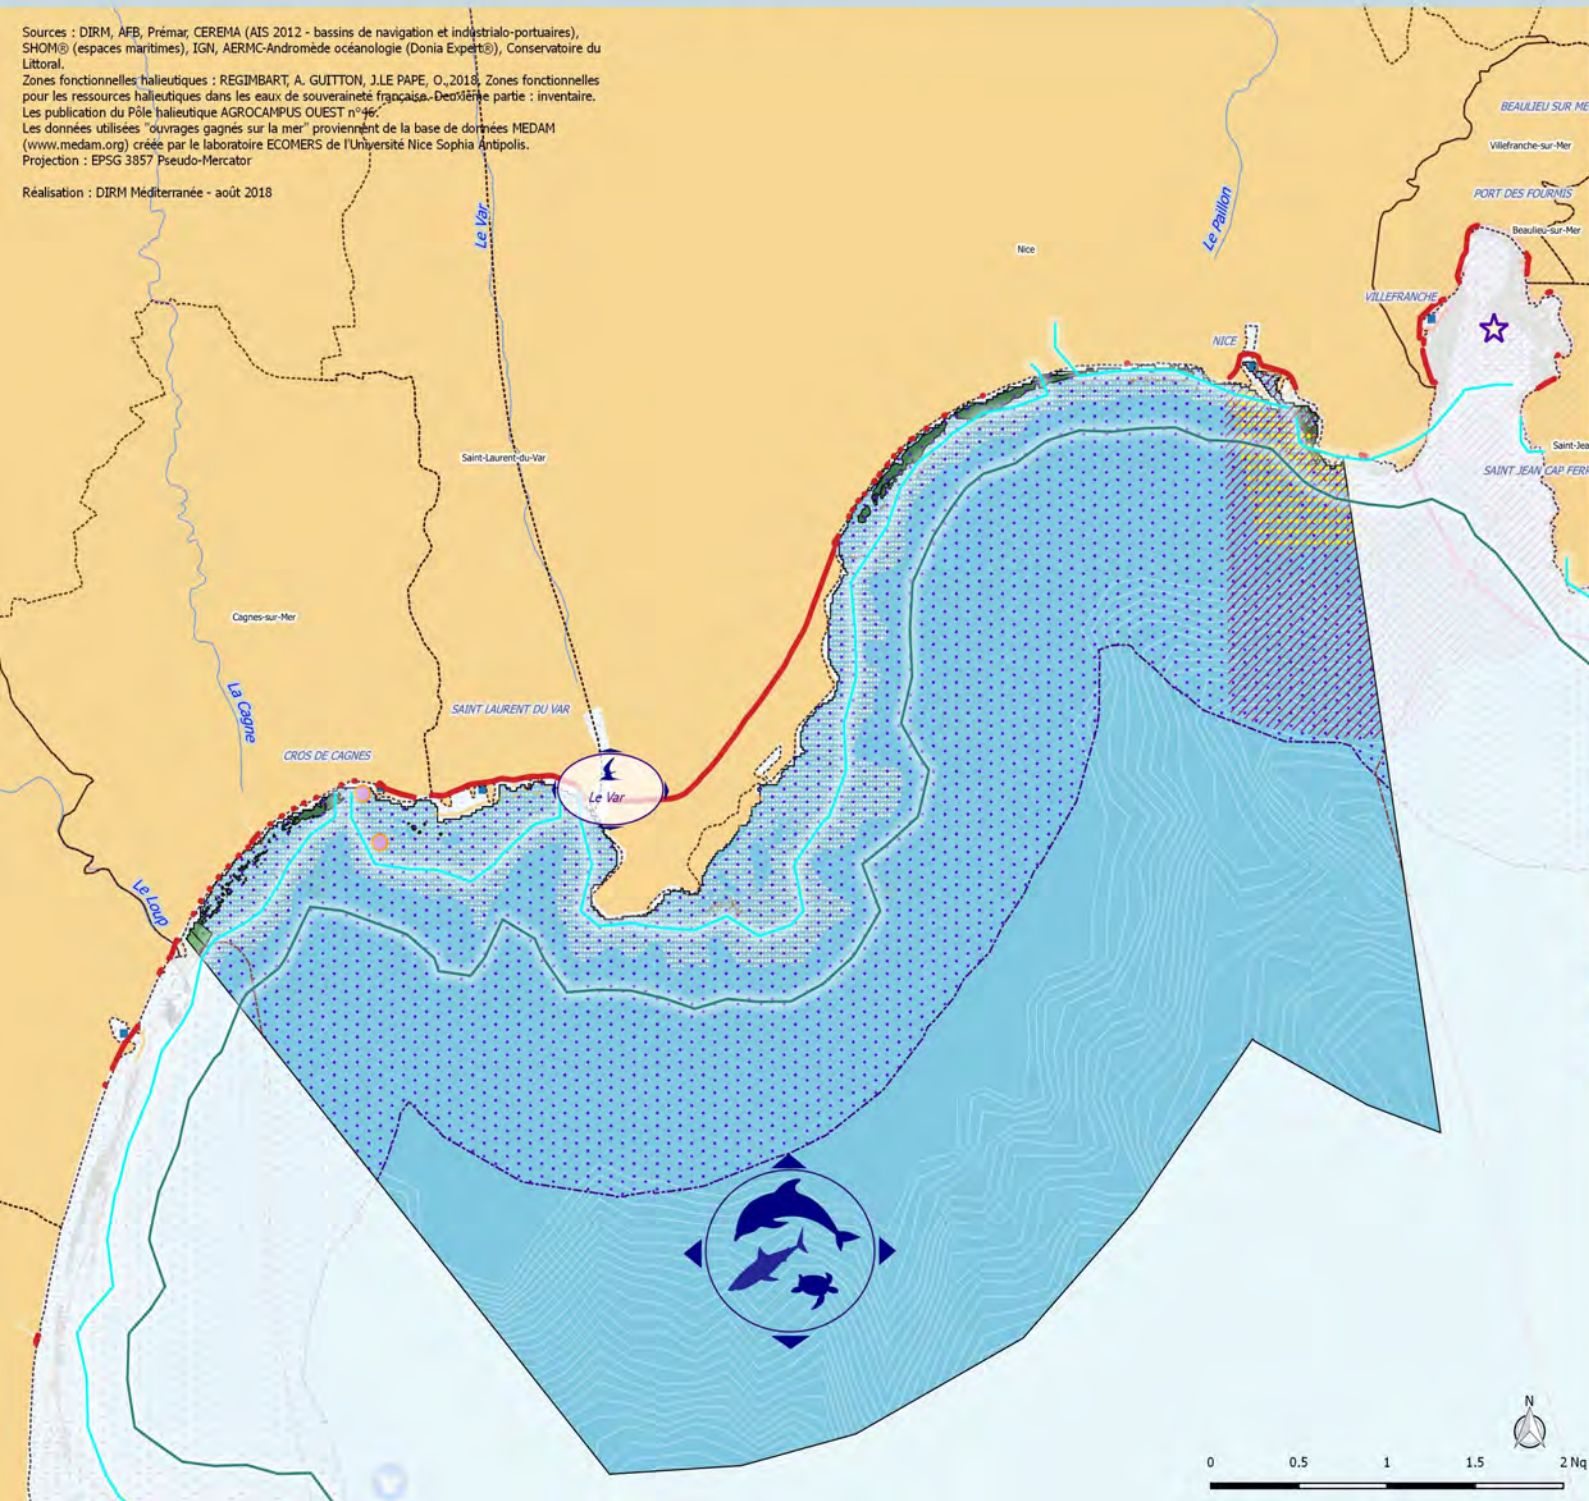 Sources : DIRM, AFB, Prémar, CEREMA (AIS 2012 - bassins de navigation et industrialo-portuaires),
SHOM® (espaces maritimes), IGN, AERMC-Andromède océanologie (Donia Expert®), Conservatoire du
Littoral.
Zones fonctionnelles halieutiques : REGIMBART, A. GUITTON, J.LE PAPE, O.,2018. Zones fonctionnelles
pour les ressources halieutiques dans les eaux de souveraineté française. Deuxième partie : inventaire.
Les publication du Pôle halieutique AGROCAMPUS OUEST n°46.
Les données utilisées "ouvrages gagnés sur la mer" proviennent de la base de données MEDAM
(www.medam.org) créée par le laboratoire ECOMERS de l'Université Nice Sophia Antipolis.
Projection : EPSG 3857 Pseudo-Mercator
Réalisation : DIRM Méditerranée - août 2018
BEAULIEU SUR ME
Villefranche-sur-Mer
PORT DES FOURMIS
Beaulieu-sur-Mer
Le Var
Le Paillon
Nice
VILLEFRANCHE
NICE
Saint-Jea
Saint-Laurent-du-Var
SAINT JEAN CAP FERR
Cagnes-sur-Mer
La Cagne
SAINT LAURENT DU VAR
CROS DE CAGNES
Le Var
Le Loup
N
0 0.5 1 1.5 2 Nq